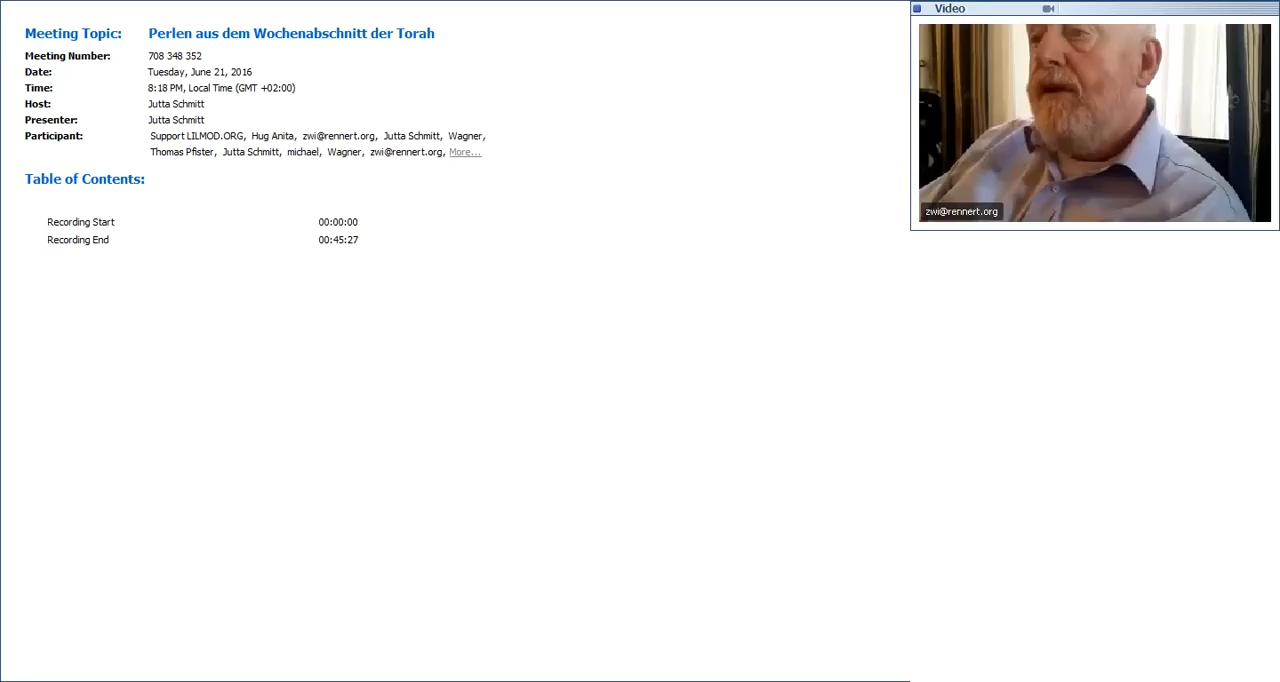 Meeting Topic: Perlen aus dem Wochenabschnitt der Torah
Meeting Number: 708 348 352
Date: Tuesday, June 21, 2016
Time: 8:18 PM, Local Time (GMT +02:00)
Host: Jutta Schmitt
Presenter: Jutta Schmitt
Participant: Support LILMOD.ORG, Hug Anita, zwi@rennert.org, Jutta Schmitt, Wagner,
Thomas Pfister, Jutta Schmitt, michael, Wagner, zwi@rennert.org, More...
Table of Contents:
Recording Start 00:00:00
Recording End 00:45:27
Video
zwi@rennert.org